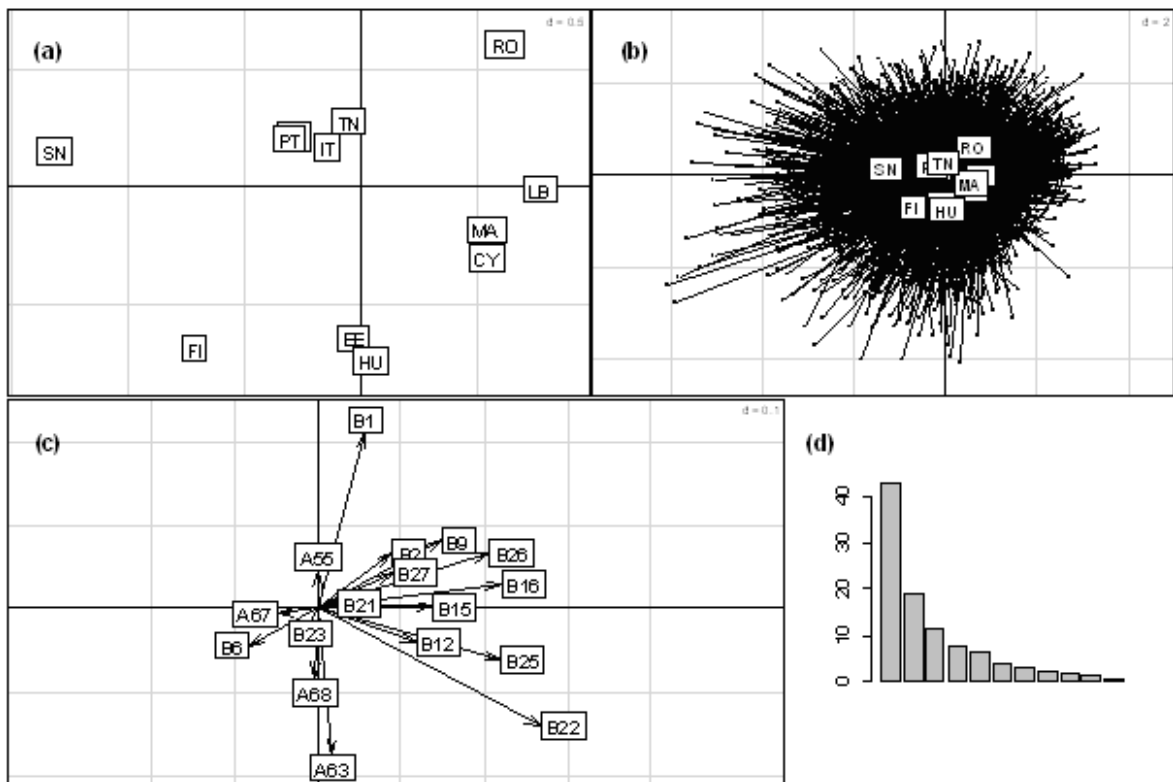 (a)
d = 0.5
RO
TN
PT
IT
SN
LB
MA
CY
FI
HU
(b)
d = 2
RO
TN
SN
MA
FI
HU
(c)
d = 0.1
B1
A55
B2
B9
B26
B27
B16
B21
B15
A67
B23
B6
B12
B25
A68
B22
A63
(d)
0 10 20 30 40